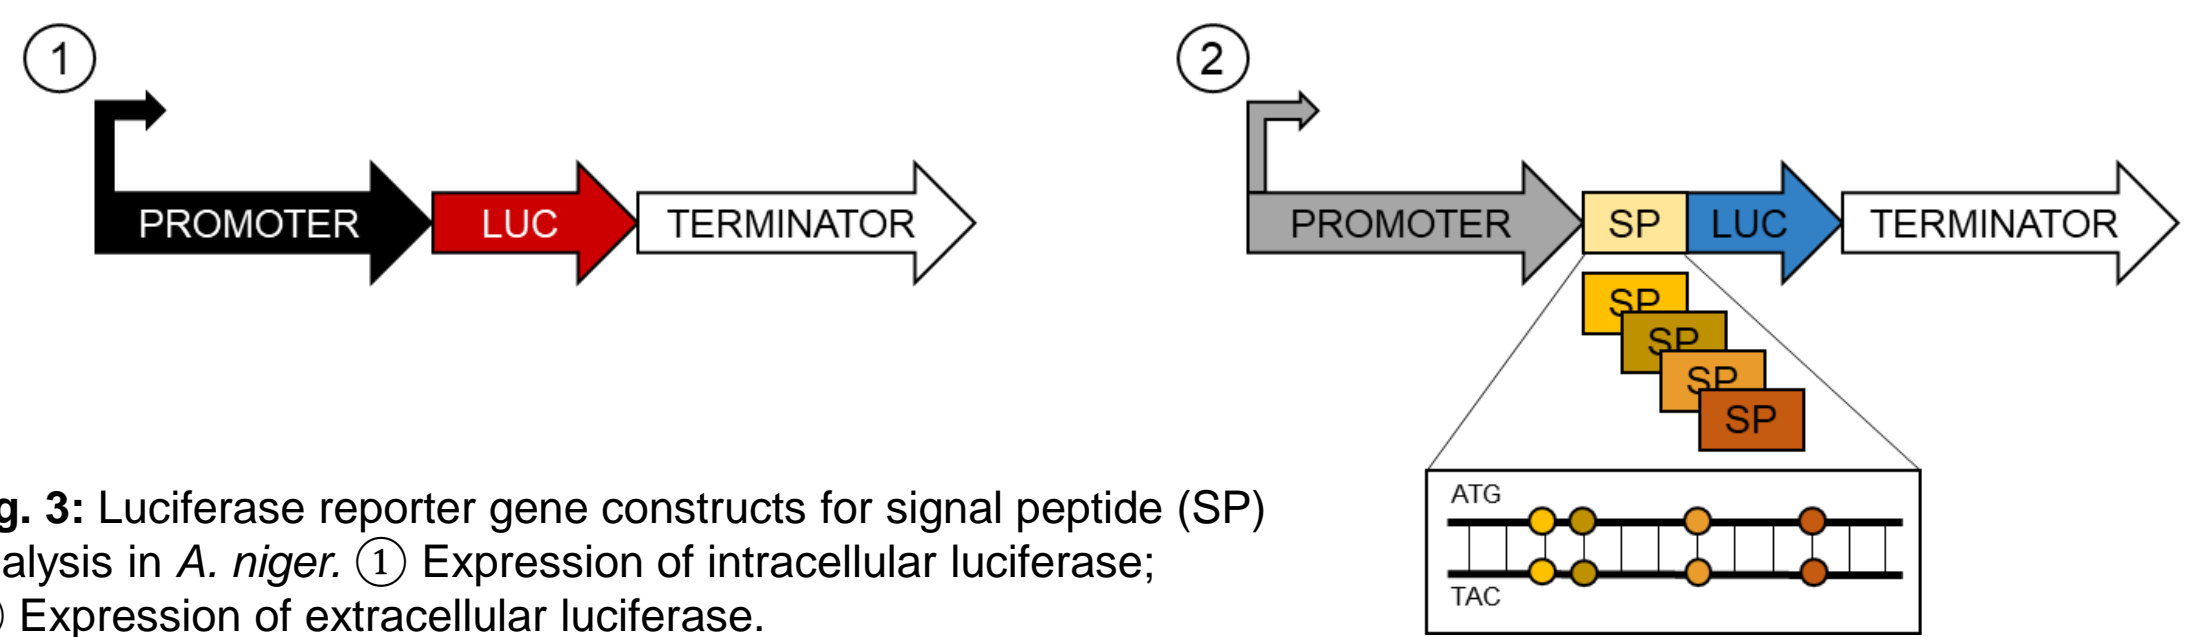 1
2
PROMOTER LUC TERMINATOR
PROMOTER SP LUC TERMINATOR
SP
SP
SP
SP
ATG
TAC
g. 3: Luciferase reporter gene constructs for signal peptide (SP)
alysis in A. niger. ① Expression of intracellular luciferase;
) Expression of extracellular luciferase.